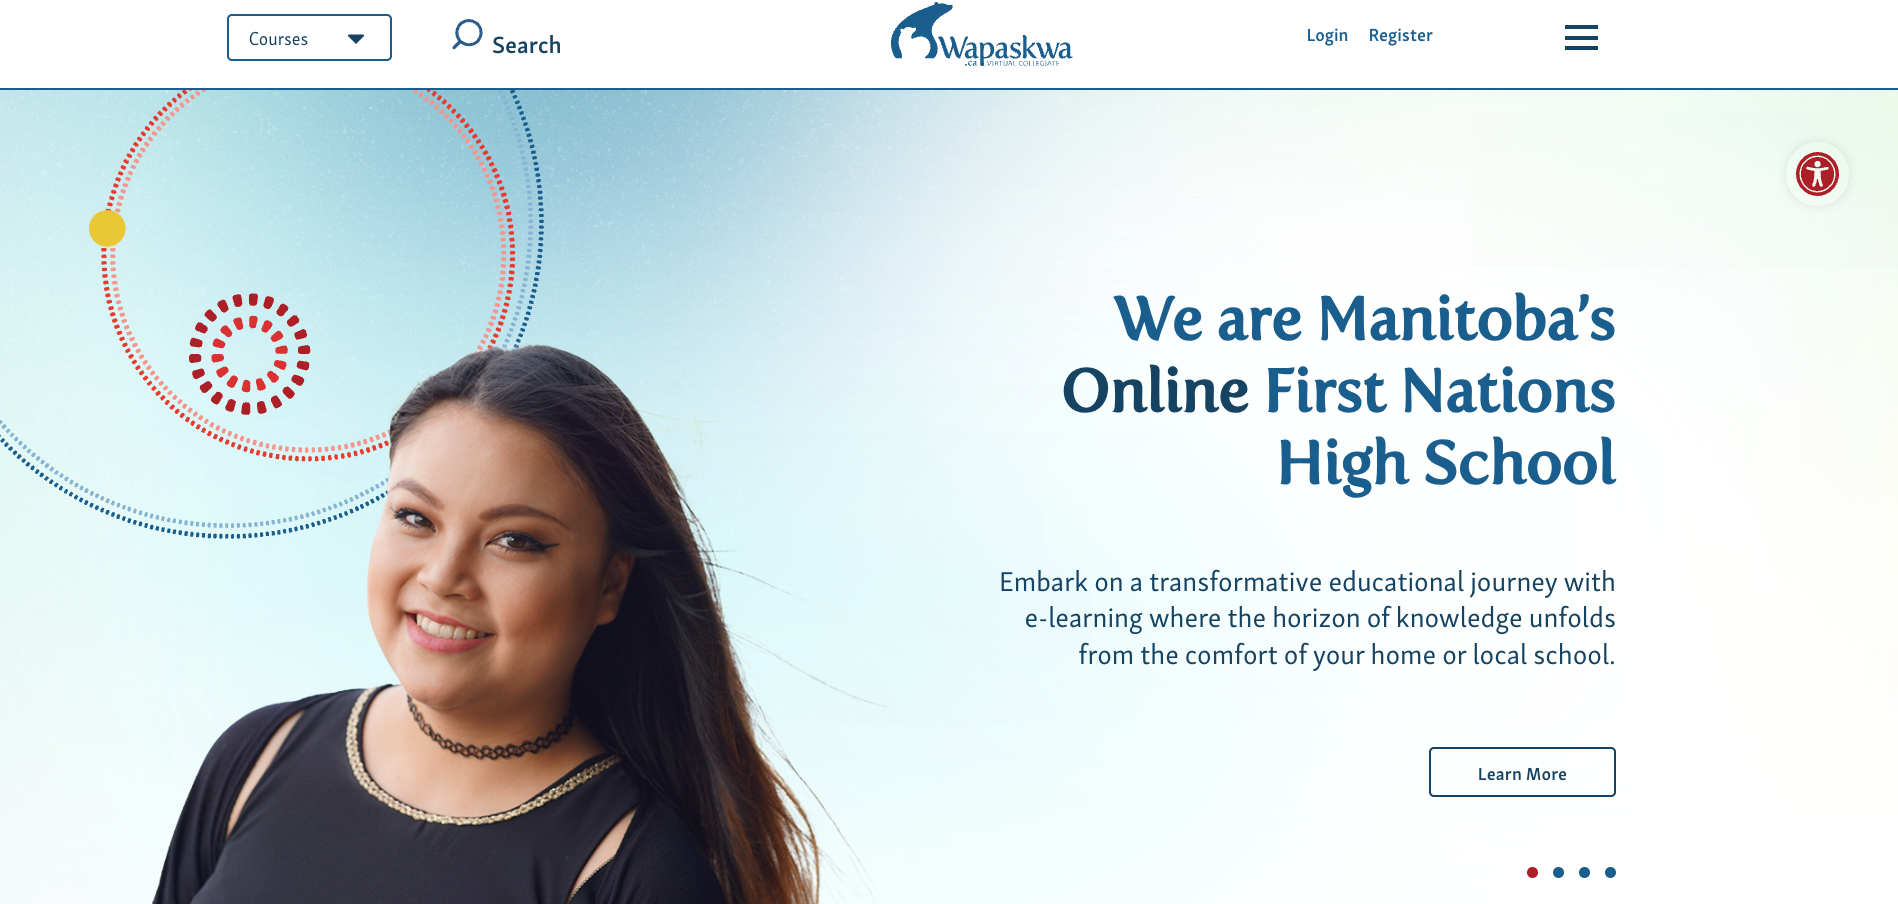 Courses
Search
Wapaskwa
.ca VIRTUAL COLLEGIATE
Login Register
We are Manitoba's
Online First Nations
High School
Embark on a transformative educational journey with
e-learning where the horizon of knowledge unfolds
from the comfort of your home or local school.
Learn More